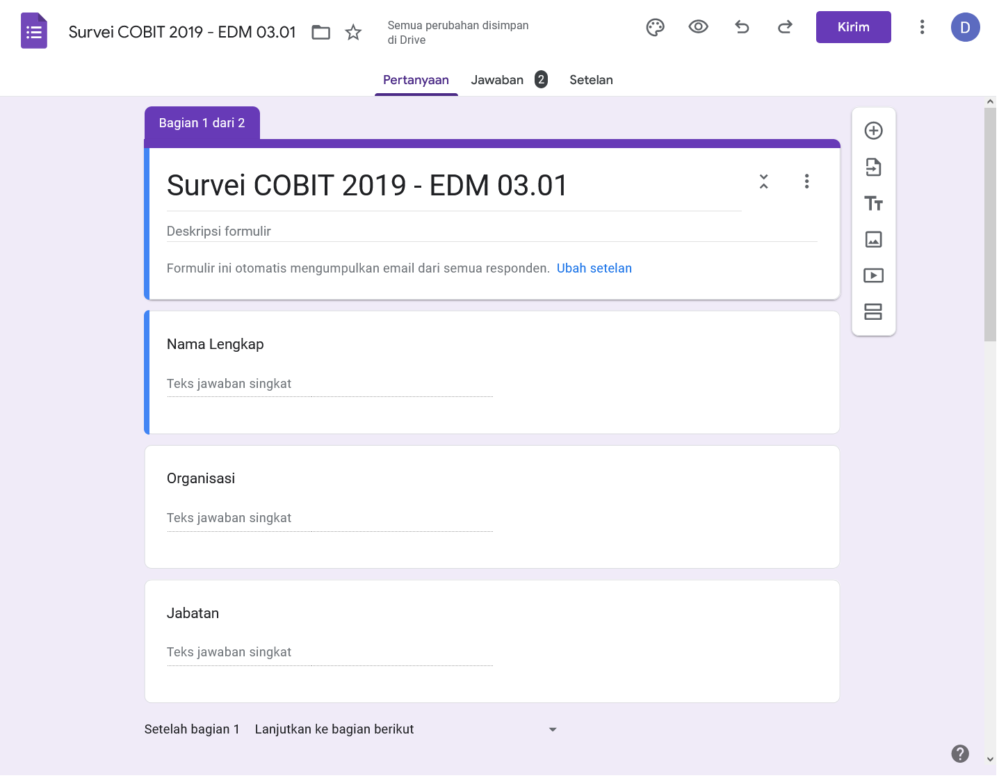 Survei COBIT 2019 - EDM 03.01
Semua perubahan disimpan
di Drive
Kirim
D
Pertanyaan
Jawaban 2
Setelan
Bagian 1 dari 2
Survei COBIT 2019 - EDM 03.01
Deskripsi formulir
Formulir ini otomatis mengumpulkan email dari semua responden. Ubah setelan
Nama Lengkap
Teks jawaban singkat
Organisasi
Teks jawaban singkat
Jabatan
Teks jawaban singkat
Setelah bagian 1 Lanjutkan ke bagian berikut